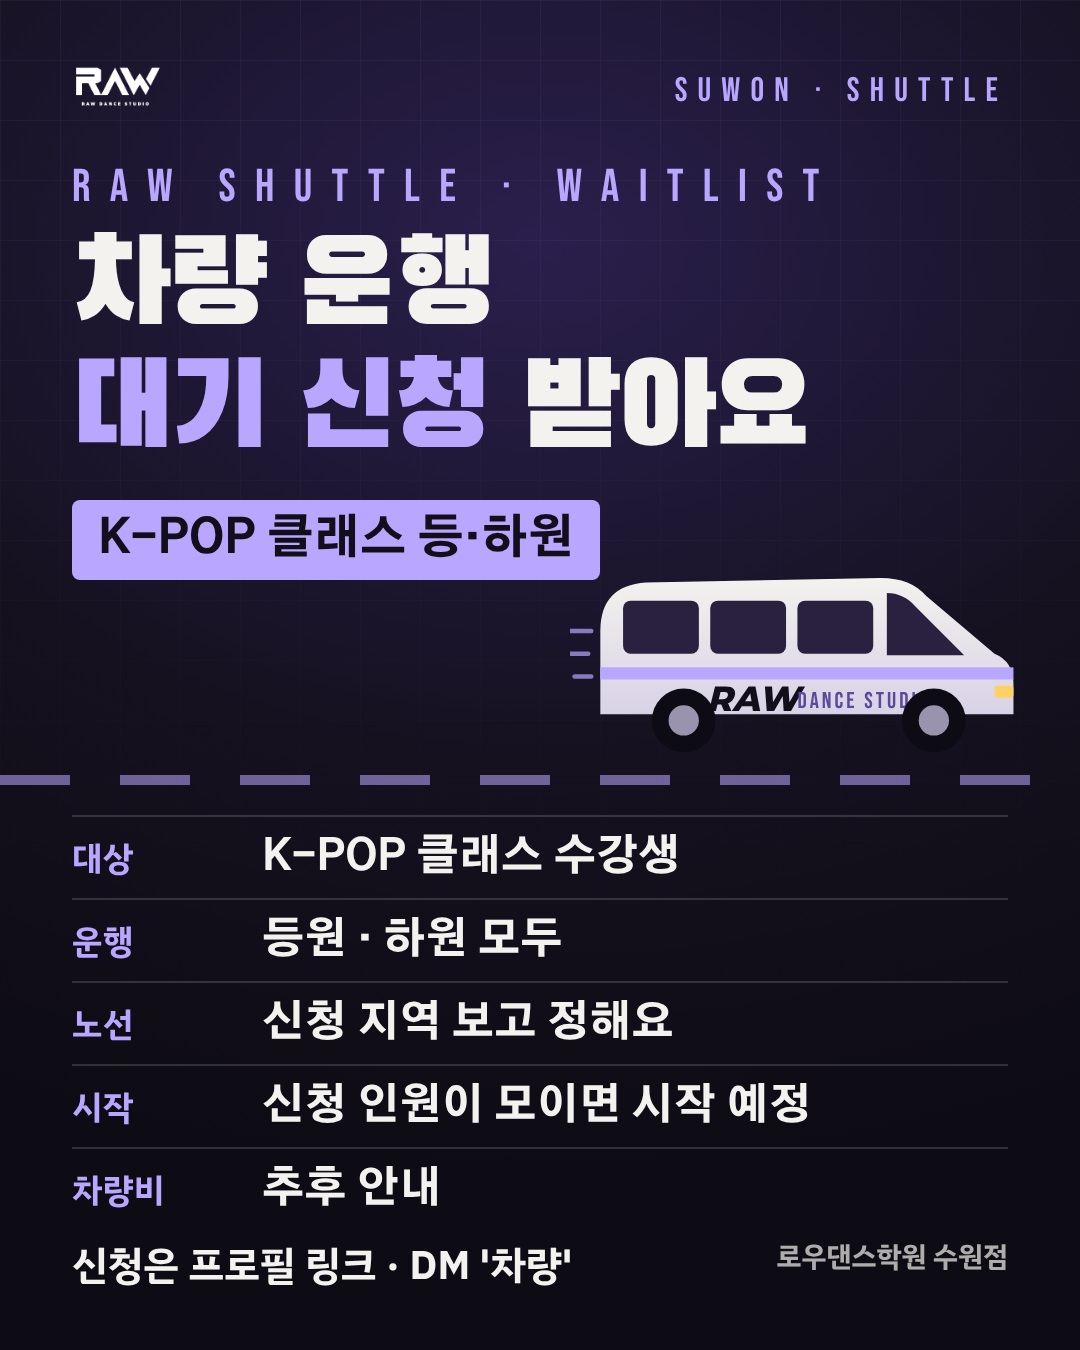 RAW
RAW DANCE STUDIO
SUWON · SHUTTLE
RAW SHUTTLE · WAITLIST
차량 운행
대기 신청 받아요
K-POP 클래스 등·하원
RAW DANCE STUDI
대상 K-POP 클래스 수강생
운행 등원 · 하원 모두
노선 신청 지역 보고 정해요
시작 신청 인원이 모이면 시작 예정
차량비 추후 안내
신청은 프로필 링크 · DM '차량'
로우댄스학원 수원점